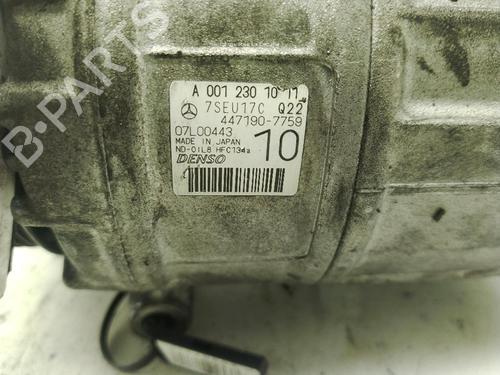 A 001 230 10 11
7SEU17C Q22
447190-7759
07L00443
MADE IN JAPAN
ND-OIL8 HFC134a
10
DENSO
B-PARTS